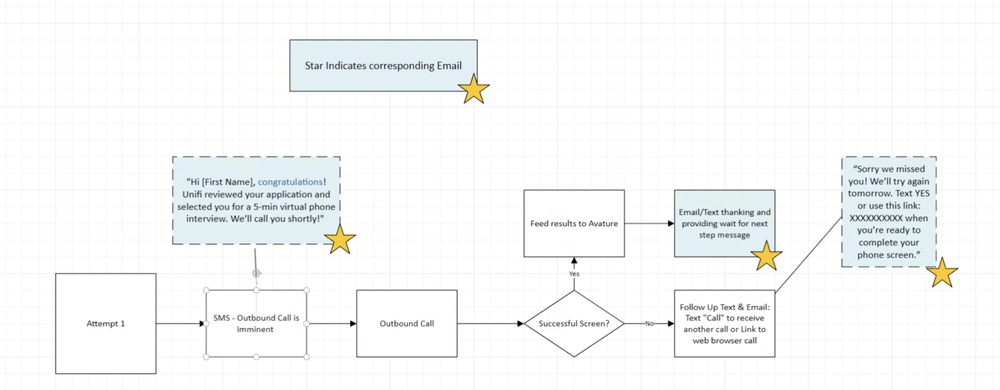 Star Indicates corresponding Email
"Hi [First Name], congratulations!
Unifi reviewed your application and
selected you for a 5-min virtual phone
interview. We’ll call you shortly!"
“Sorry we missed
you! We’ll try again
tomorrow. Text YES
or use this link:
XXXXXXXXXX when
you’re ready to
complete your
phone screen.”
Feed results to Avature
Email/Text thanking and
providing wait for next
step message
Yes
Attempt 1
SMS - Outbound Call is
imminent
Outbound Call
Successful Screen?
No
Follow Up Text & Email:
Text "Call" to receive
another call or Link to
web browser call